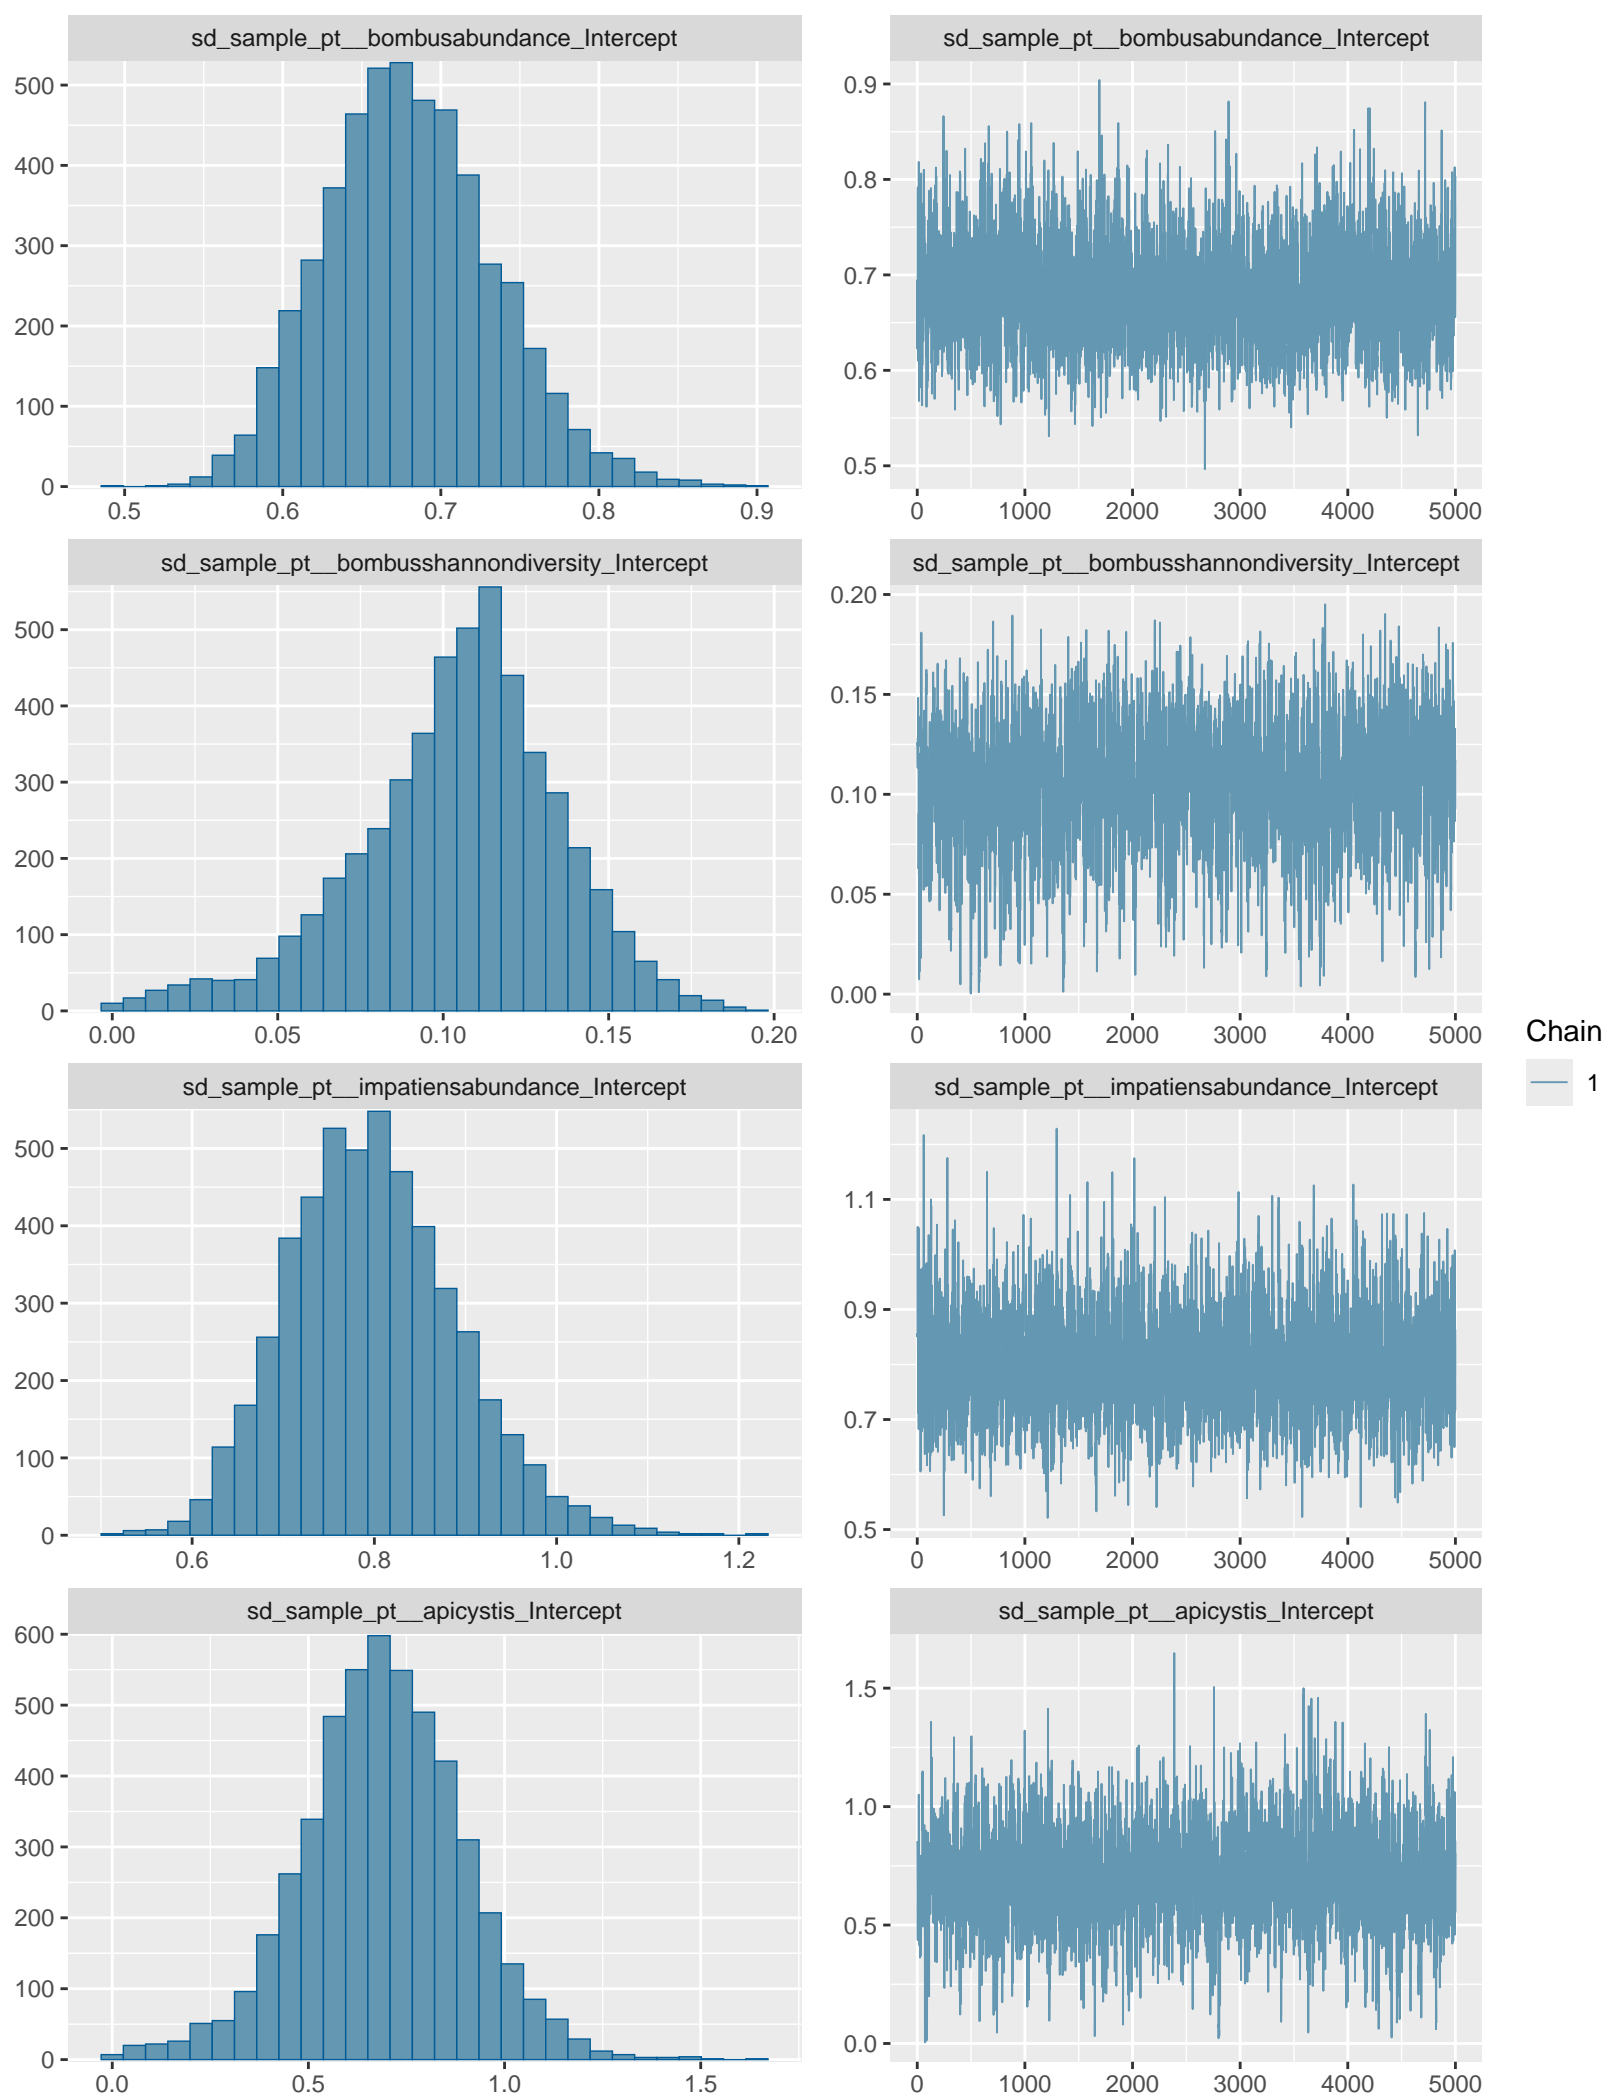 sd_sample_pt__bombusabundance_Intercept
sd_sample_pt__bombusabundance_Intercept
500
400
300
200
100
0
0.5 0.6 0.7 0.8 0.9
0.9
0.8
0.7
0.6
0.5
0 1000 2000 3000 4000 5000
sd_sample_pt__bombusshannondiversity_Intercept
sd_sample_pt__bombusshannondiversity_Intercept
500
400
300
200
100
0
0.00 0.05 0.10 0.15 0.20
0.20
0.15
0.10
0.05
0.00
0 1000 2000 3000 4000 5000
Chain
1
sd_sample_pt__impatiensabundance_Intercept
sd_sample_pt__impatiensabundance_Intercept
500
400
300
200
100
0
0.6 0.8 1.0 1.2
1.1
0.9
0.7
0.5
0 1000 2000 3000 4000 5000
sd_sample_pt__apicystis_Intercept
sd_sample_pt__apicystis_Intercept
600
500
400
300
200
100
0
0.0 0.5 1.0 1.5
1.5
1.0
0.5
0.0
0 1000 2000 3000 4000 5000